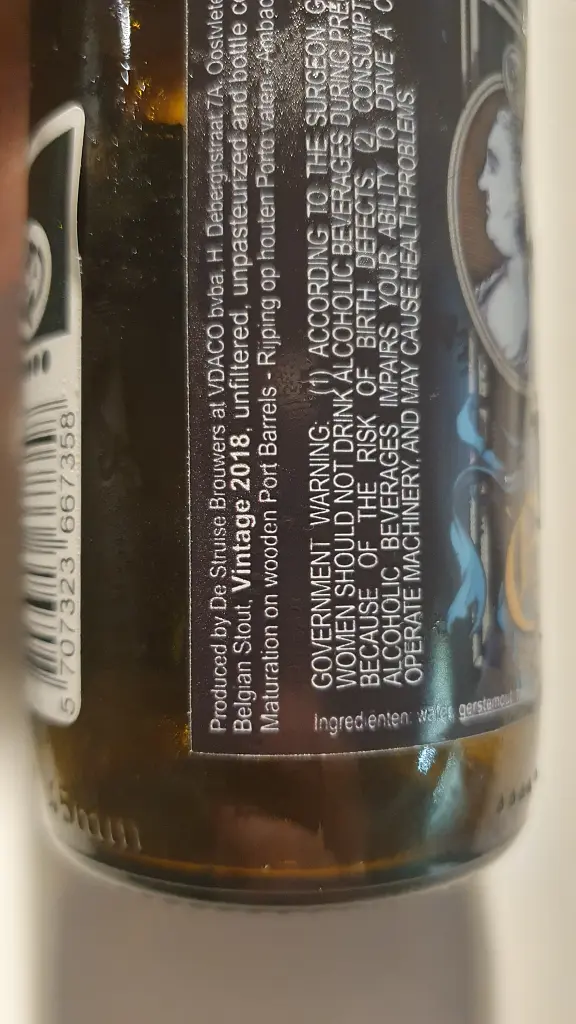 Produced by De Struise Brouwers at VDACO bvba, H. Deberghstraat 7A, Oostvlete
Belgian Stout, Vintage 2018, unfiltered, unpasteurized and bottle co
Maturation on wooden Port Barrels - Rijping op houten Porto vaten - Ambac
GOVERNMENT WARNING: (1) ACCORDING TO THE SURGEON G
WOMEN SHOULD NOT DRINK ALCOHOLIC BEVERAGES DURING PRE
BECAUSE OF THE RISK OF BIRTH DEFECTS. (2) CONSUMPT
ALCOHOLIC BEVERAGES IMPAIRS YOUR ABILITY TO DRIVE A C
OPERATE MACHINERY, AND MAY CAUSE HEALTH PROBLEMS.
Ingrediënten: water, gerstemout,
5 707323 667358